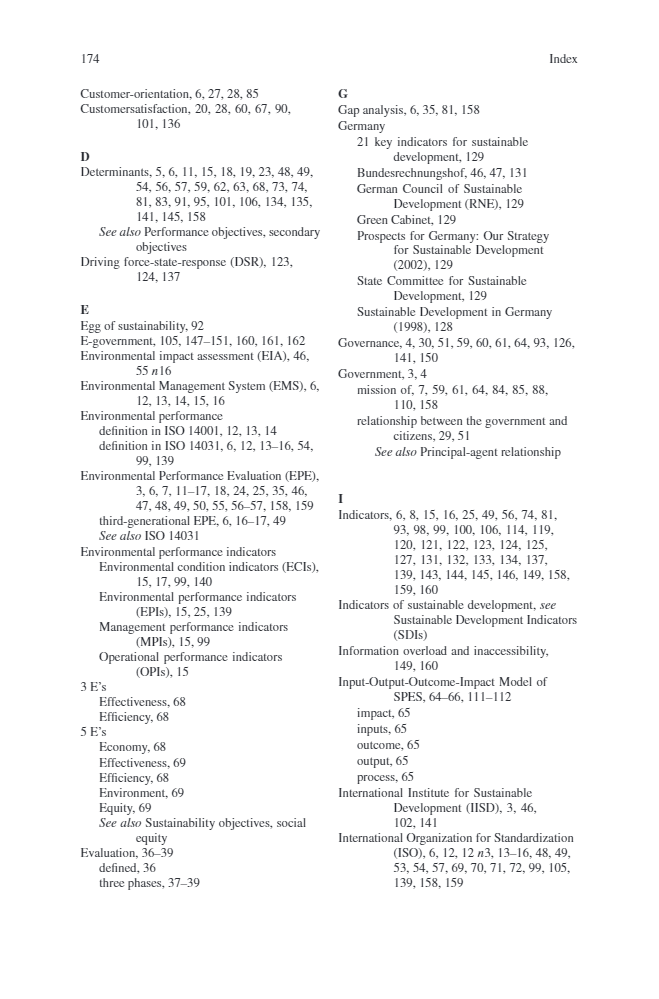 174
Index
Customer-orientation, 6, 27, 28, 85
Customersatisfaction, 20, 28, 60, 67, 90,
101, 136
D
Determinants, 5, 6, 11, 15, 18, 19, 23, 48, 49,
54, 56, 57, 59, 62, 63, 68, 73, 74,
81, 83, 91, 95, 101, 106, 134, 135,
141, 145, 158
See also Performance objectives, secondary
objectives
Driving force-state-response (DSR), 123,
124, 137
E
Egg of sustainability, 92
E-government, 105, 147–151, 160, 161, 162
Environmental impact assessment (EIA), 46,
55 n16
Environmental Management System (EMS), 6,
12, 13, 14, 15, 16
Environmental performance
definition in ISO 14001, 12, 13, 14
definition in ISO 14031, 6, 12, 13–16, 54,
99, 139
Environmental Performance Evaluation (EPE),
3, 6, 7, 11–17, 18, 24, 25, 35, 46,
47, 48, 49, 50, 55, 56–57, 158, 159
third-generational EPE, 6, 16–17, 49
See also ISO 14031
Environmental performance indicators
Environmental condition indicators (ECIs),
15, 17, 99, 140
Environmental performance indicators
(EPIs), 15, 25, 139
Management performance indicators
(MPIs), 15, 99
Operational performance indicators
(OPIs), 15
3 E's
Effectiveness, 68
Efficiency, 68
5 E's
Economy, 68
Effectiveness, 69
Efficiency, 68
Environment, 69
Equity, 69
See also Sustainability objectives, social
equity
Evaluation, 36–39
defined, 36
three phases, 37–39
G
Gap analysis, 6, 35, 81, 158
Germany
21 key indicators for sustainable
development, 129
Bundesrechnungshof, 46, 47, 131
German Council of Sustainable
Development (RNE), 129
Green Cabinet, 129
Prospects for Germany: Our Strategy
for Sustainable Development
(2002), 129
State Committee for Sustainable
Development, 129
Sustainable Development in Germany
(1998), 128
Governance, 4, 30, 51, 59, 60, 61, 64, 93, 126,
141, 150
Government, 3, 4
mission of, 7, 59, 61, 64, 84, 85, 88,
110, 158
relationship between the government and
citizens, 29, 51
See also Principal-agent relationship
I
Indicators, 6, 8, 15, 16, 25, 49, 56, 74, 81,
93, 98, 99, 100, 106, 114, 119,
120, 121, 122, 123, 124, 125,
127, 131, 132, 133, 134, 137,
139, 143, 144, 145, 146, 149, 158,
159, 160
Indicators of sustainable development, see
Sustainable Development Indicators
(SDIs)
Information overload and inaccessibility,
149, 160
Input-Output-Outcome-Impact Model of
SPES, 64–66, 111–112
impact, 65
inputs, 65
outcome, 65
output, 65
process, 65
International Institute for Sustainable
Development (IISD), 3, 46,
102, 141
International Organization for Standardization
(ISO), 6, 12, 12 n3, 13–16, 48, 49,
53, 54, 57, 69, 70, 71, 72, 99, 105,
139, 158, 159